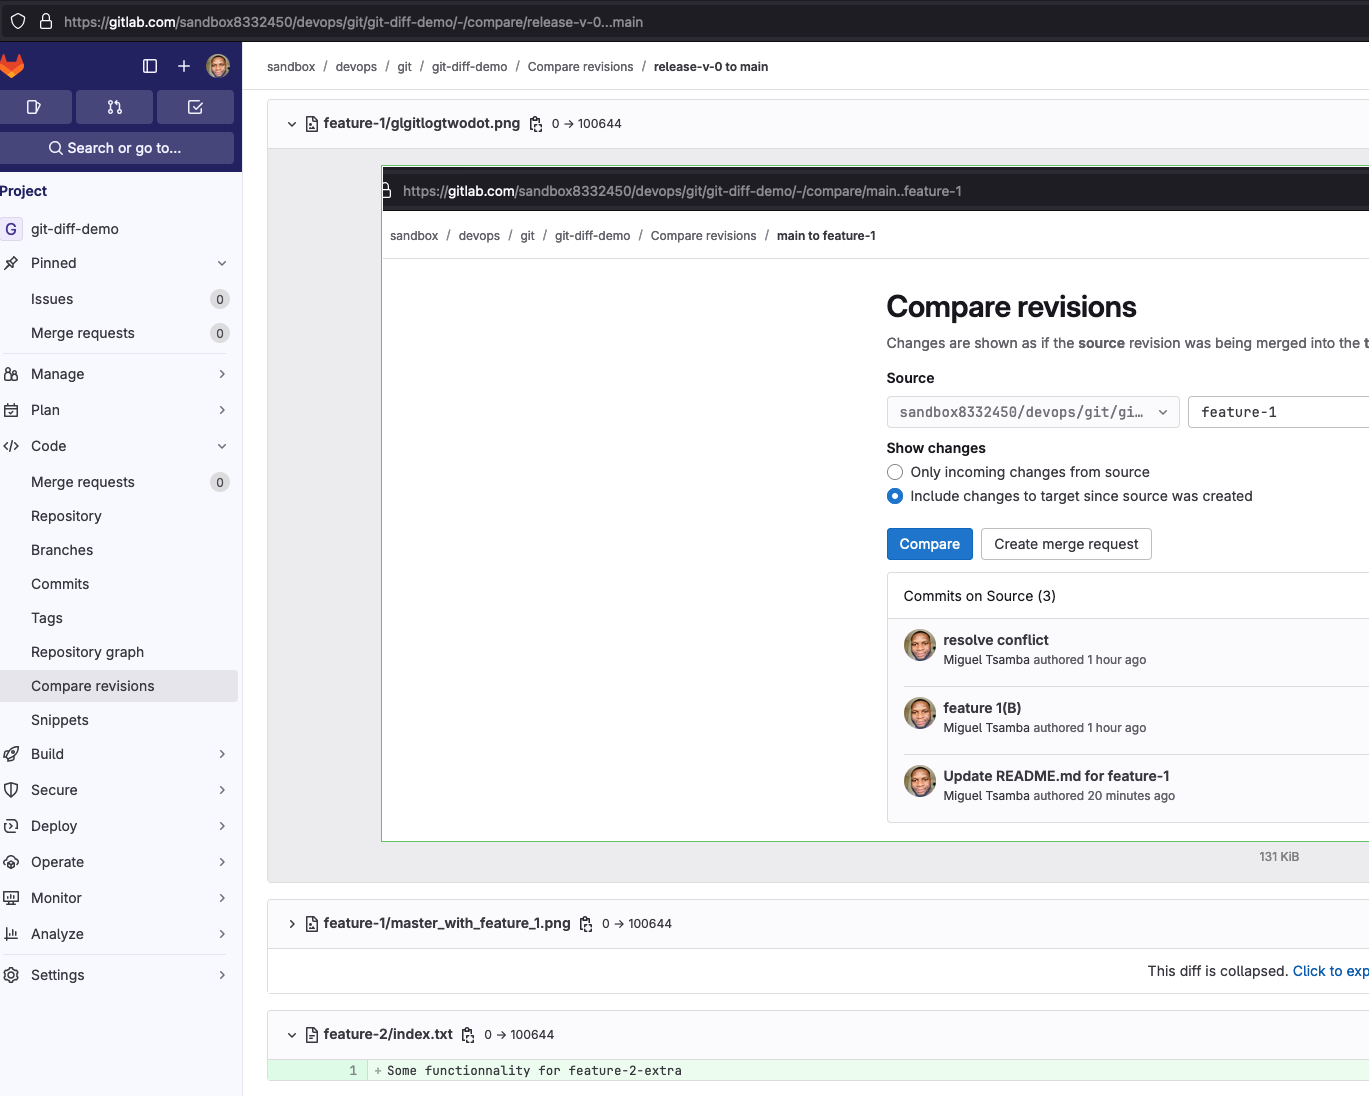 https://gitlab.com/sandbox8332450/devops/git/git-diff-demo/-/compare/release-v-0...main
Search or go to...
Project
G git-diff-demo
Pinned
Issues 0
Merge requests 0
Manage
Plan
Code
Merge requests 0
Repository
Branches
Commits
Tags
Repository graph
Compare revisions
Snippets
Build
Secure
Deploy
Operate
Monitor
Analyze
Settings
sandbox / devops / git / git-diff-demo / Compare revisions / release-v-0 to main
feature-1/glgitlogtwodot.png 0 → 100644
https://gitlab.com/sandbox8332450/devops/git/git-diff-demo/-/compare/main..feature-1
sandbox / devops / git / git-diff-demo / Compare revisions / main to feature-1
Compare revisions
Changes are shown as if the source revision was being merged into the t
Source
sandbox8332450/devops/git/gi… feature-1
Show changes
Only incoming changes from source
Include changes to target since source was created
Compare Create merge request
Commits on Source (3)
resolve conflict
Miguel Tsamba authored 1 hour ago
feature 1(B)
Miguel Tsamba authored 1 hour ago
Update README.md for feature-1
Miguel Tsamba authored 20 minutes ago
131 KiB
feature-1/master_with_feature_1.png 0 → 100644
This diff is collapsed. Click to exp
feature-2/index.txt 0 → 100644
1 + Some functionnality for feature-2-extra